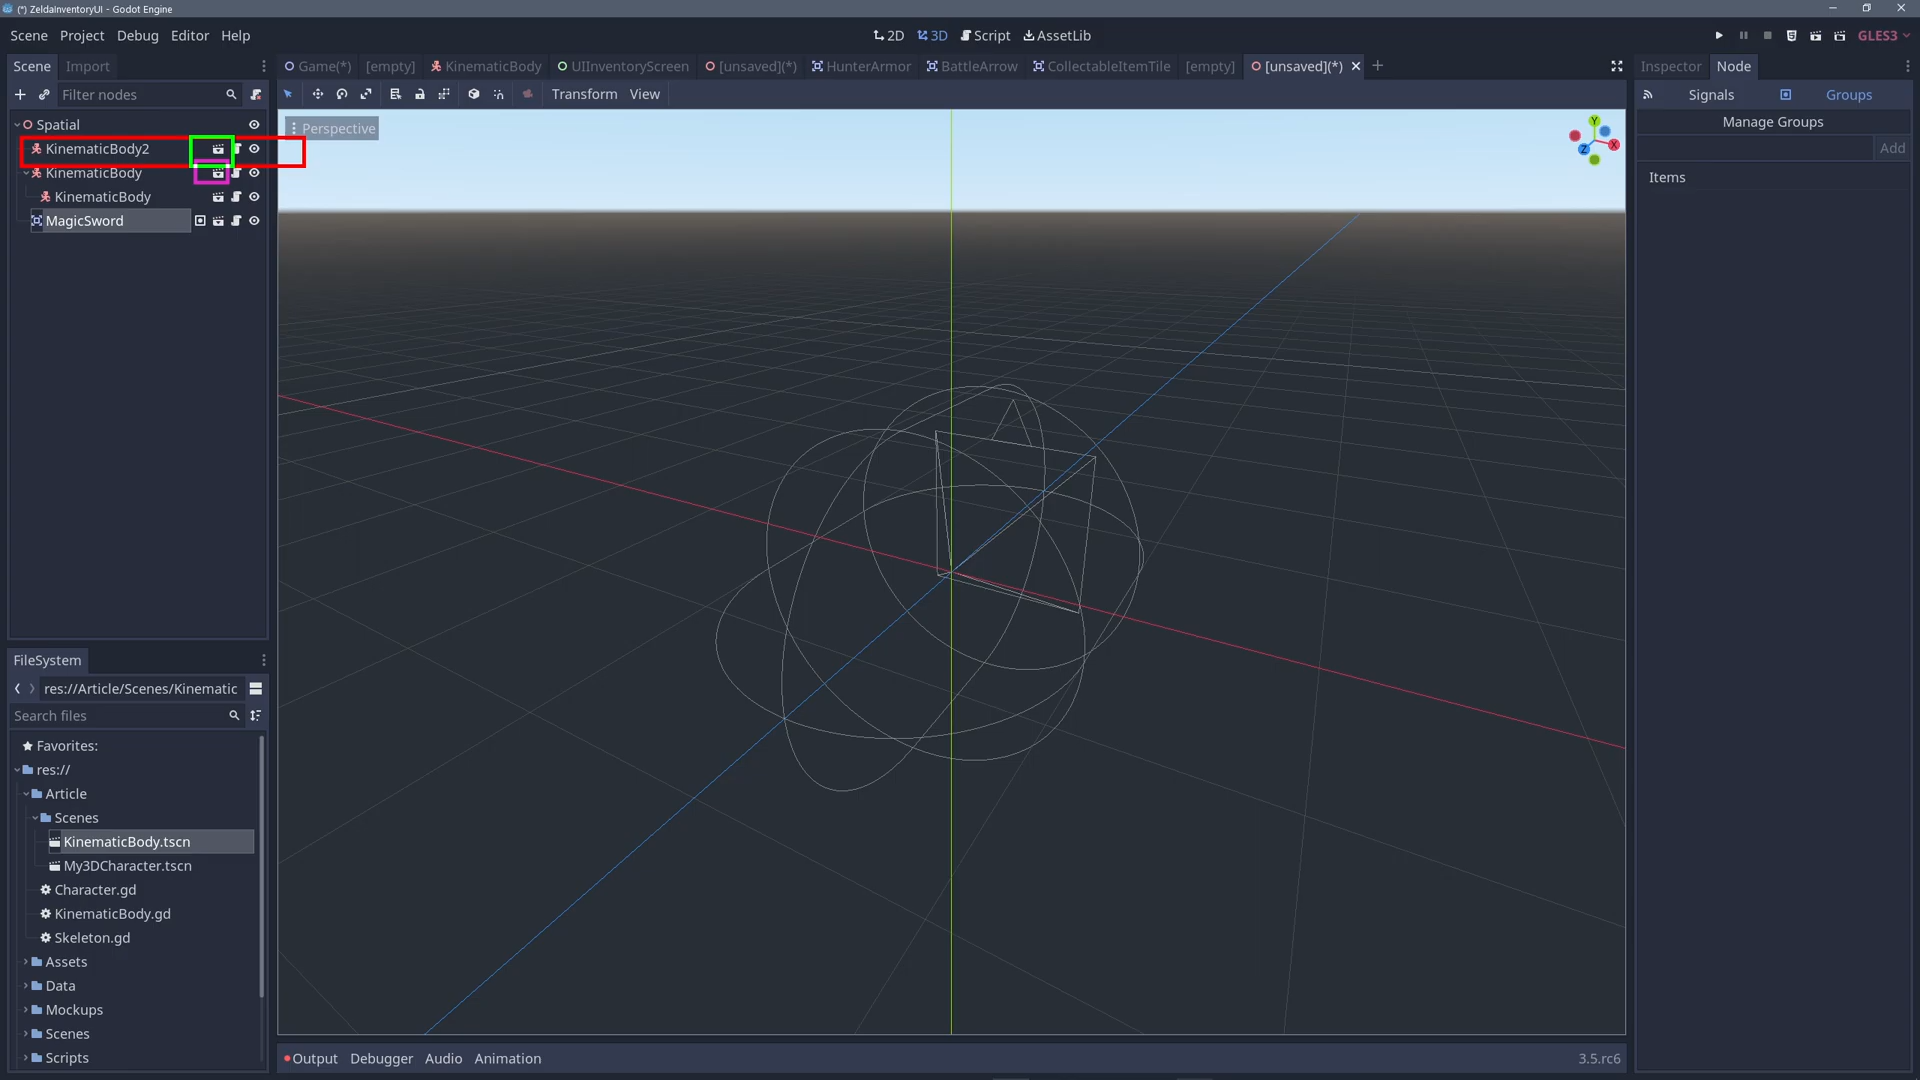 (*) ZeldaInventoryUI - Godot Engine
Scene Project Debug Editor Help
2D 3D Script AssetLib
GLES3
Scene Import
Game(*) [empty] KinematicBody UIInventoryScreen [unsaved](*) HunterArmor BattleArrow CollectableItemTile [empty] [unsaved](*)
Inspector Node
Filter nodes
Transform View
Signals Groups
Manage Groups
Add
Items
Spatial
KinematicBody2
KinematicBody
KinematicBody
MagicSword
Perspective
Y
X
Z
FileSystem
res://Article/Scenes/Kinematic
Search files
Favorites:
res://
Article
Scenes
KinematicBody.tscn
My3DCharacter.tscn
Character.gd
KinematicBody.gd
Skeleton.gd
Assets
Data
Mockups
Scenes
Scripts
Output Debugger Audio Animation
3.5.rc6